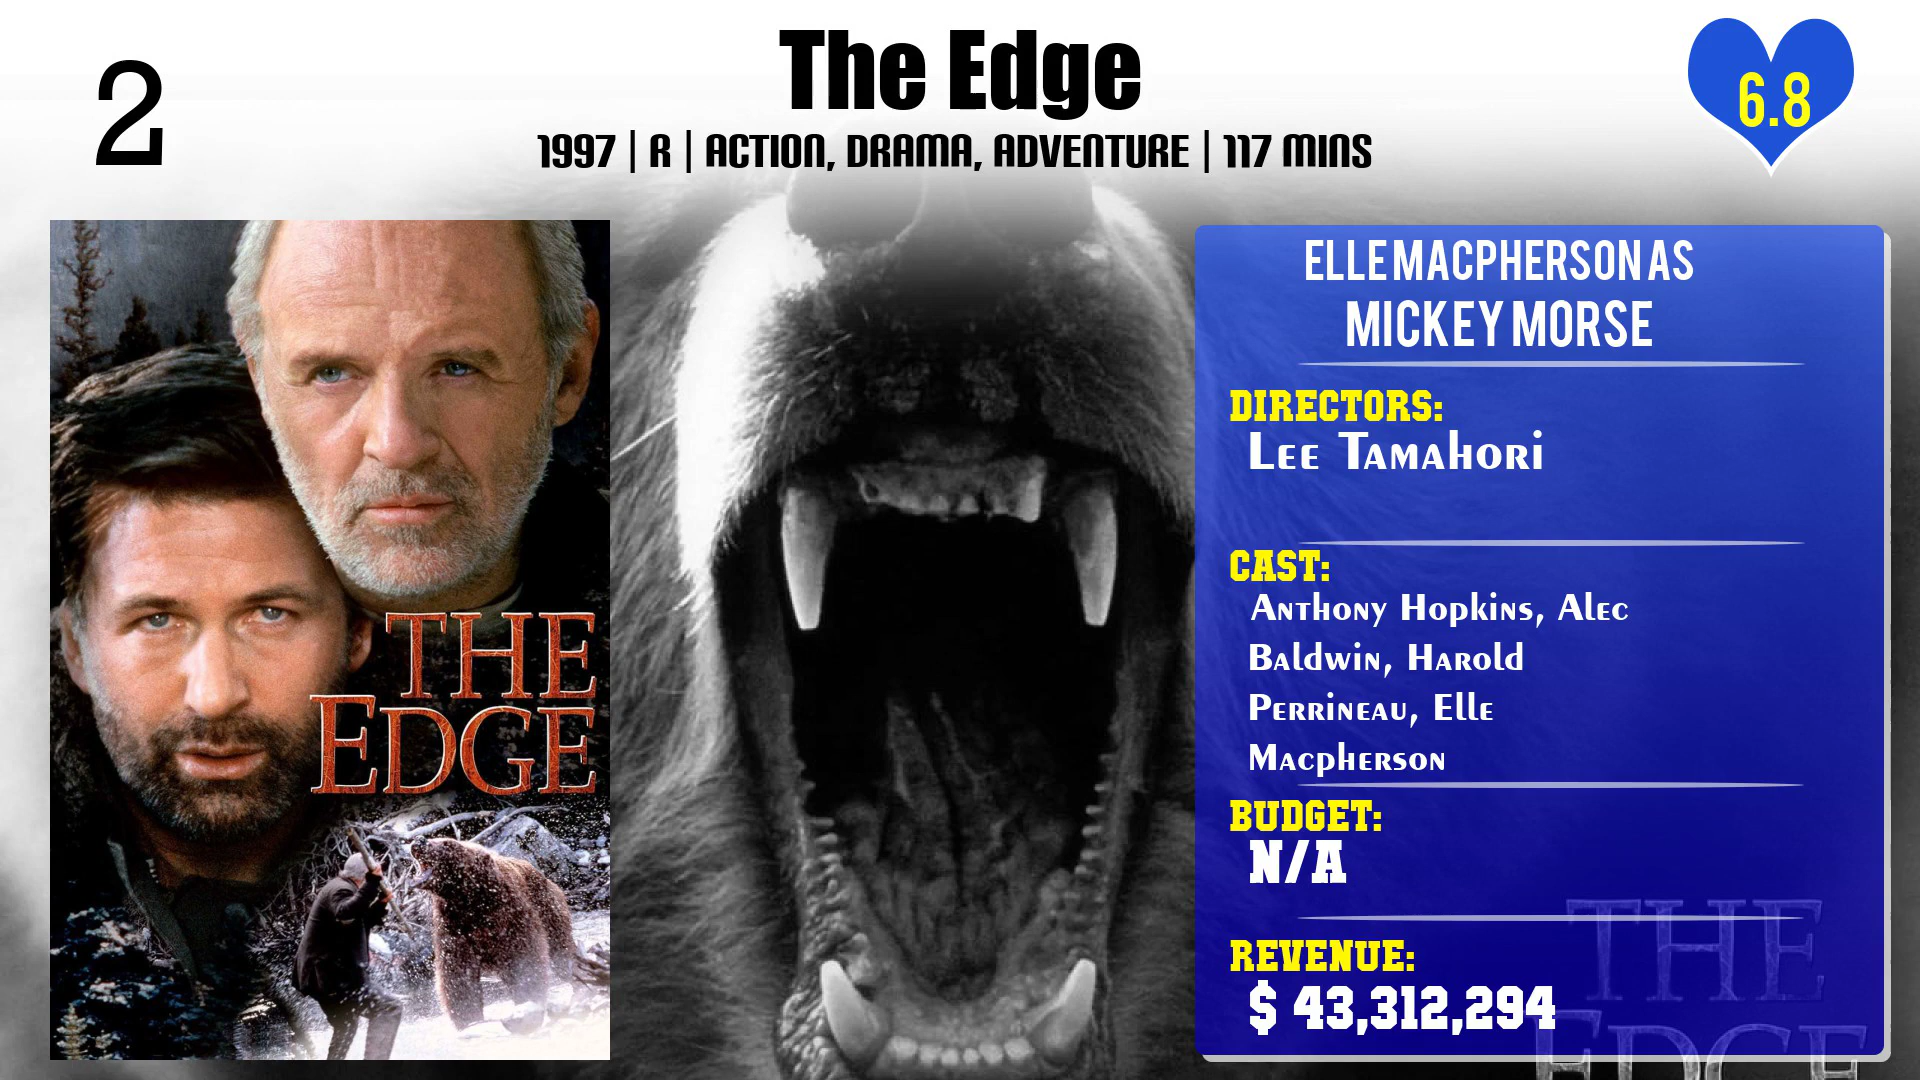 2
The Edge
1997 | R | ACTION, DRAMA, ADVENTURE | 117 MINS
6.8
THE
EDGE
ELLE MACPHERSON AS
MICKEY MORSE
DIRECTORS:
Lee Tamahori
CAST:
Anthony Hopkins, Alec
Baldwin, Harold
Perrineau, Elle
Macpherson
BUDGET:
N/A
REVENUE:
$ 43,312,294
THE
EDGE